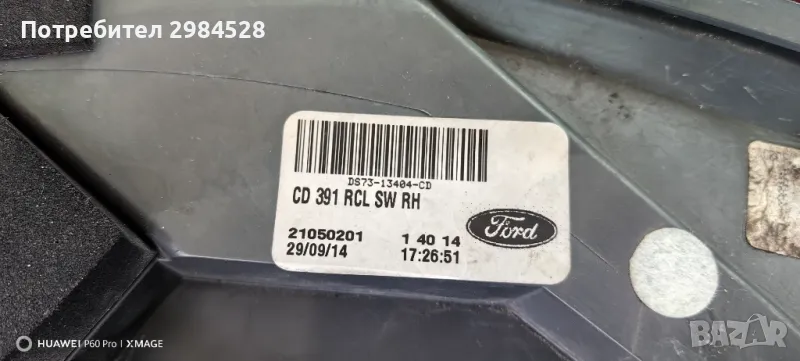 Потребител 2984528
DS73-13404-CD
CD 391 RCL SW RH
21050201 1 40 14
29/09/14 17:26:51
Ford
HUAWEI P60 Pro | XMAGE
BAZAR